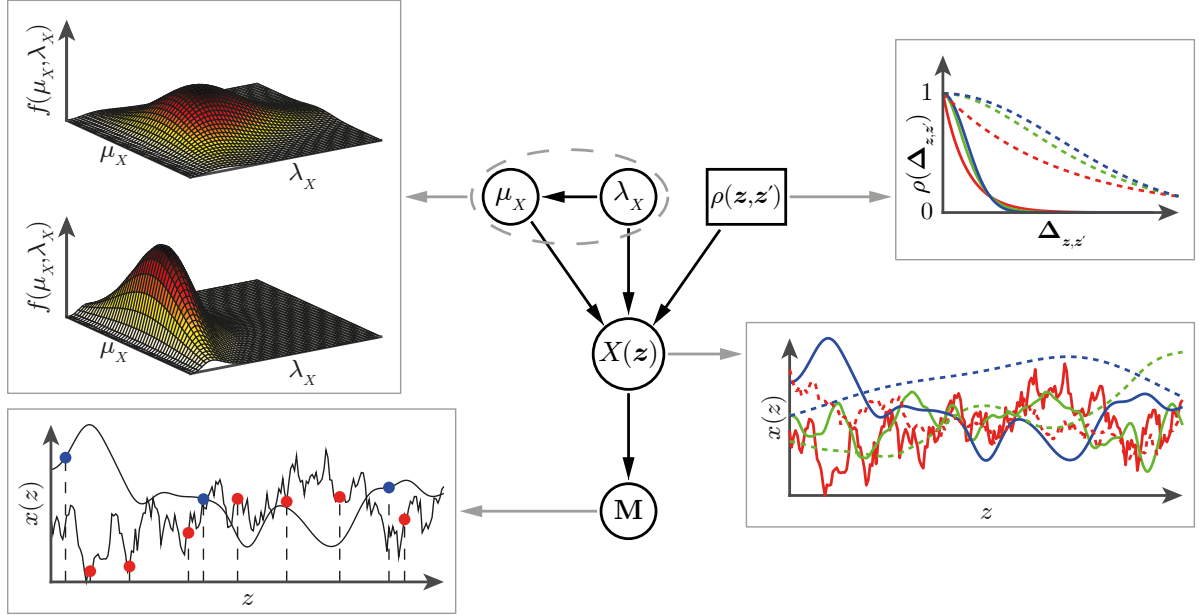 f(μ_X,λ_X)
μ_X
λ_X
f(μ_X,λ_X)
μ_X
λ_X
μ_X
λ_X
ρ(z,z′)
1
ρ(Δ_z,z′)
0
Δ_z,z′
X(z)
x(z)
z
M
x(z)
z